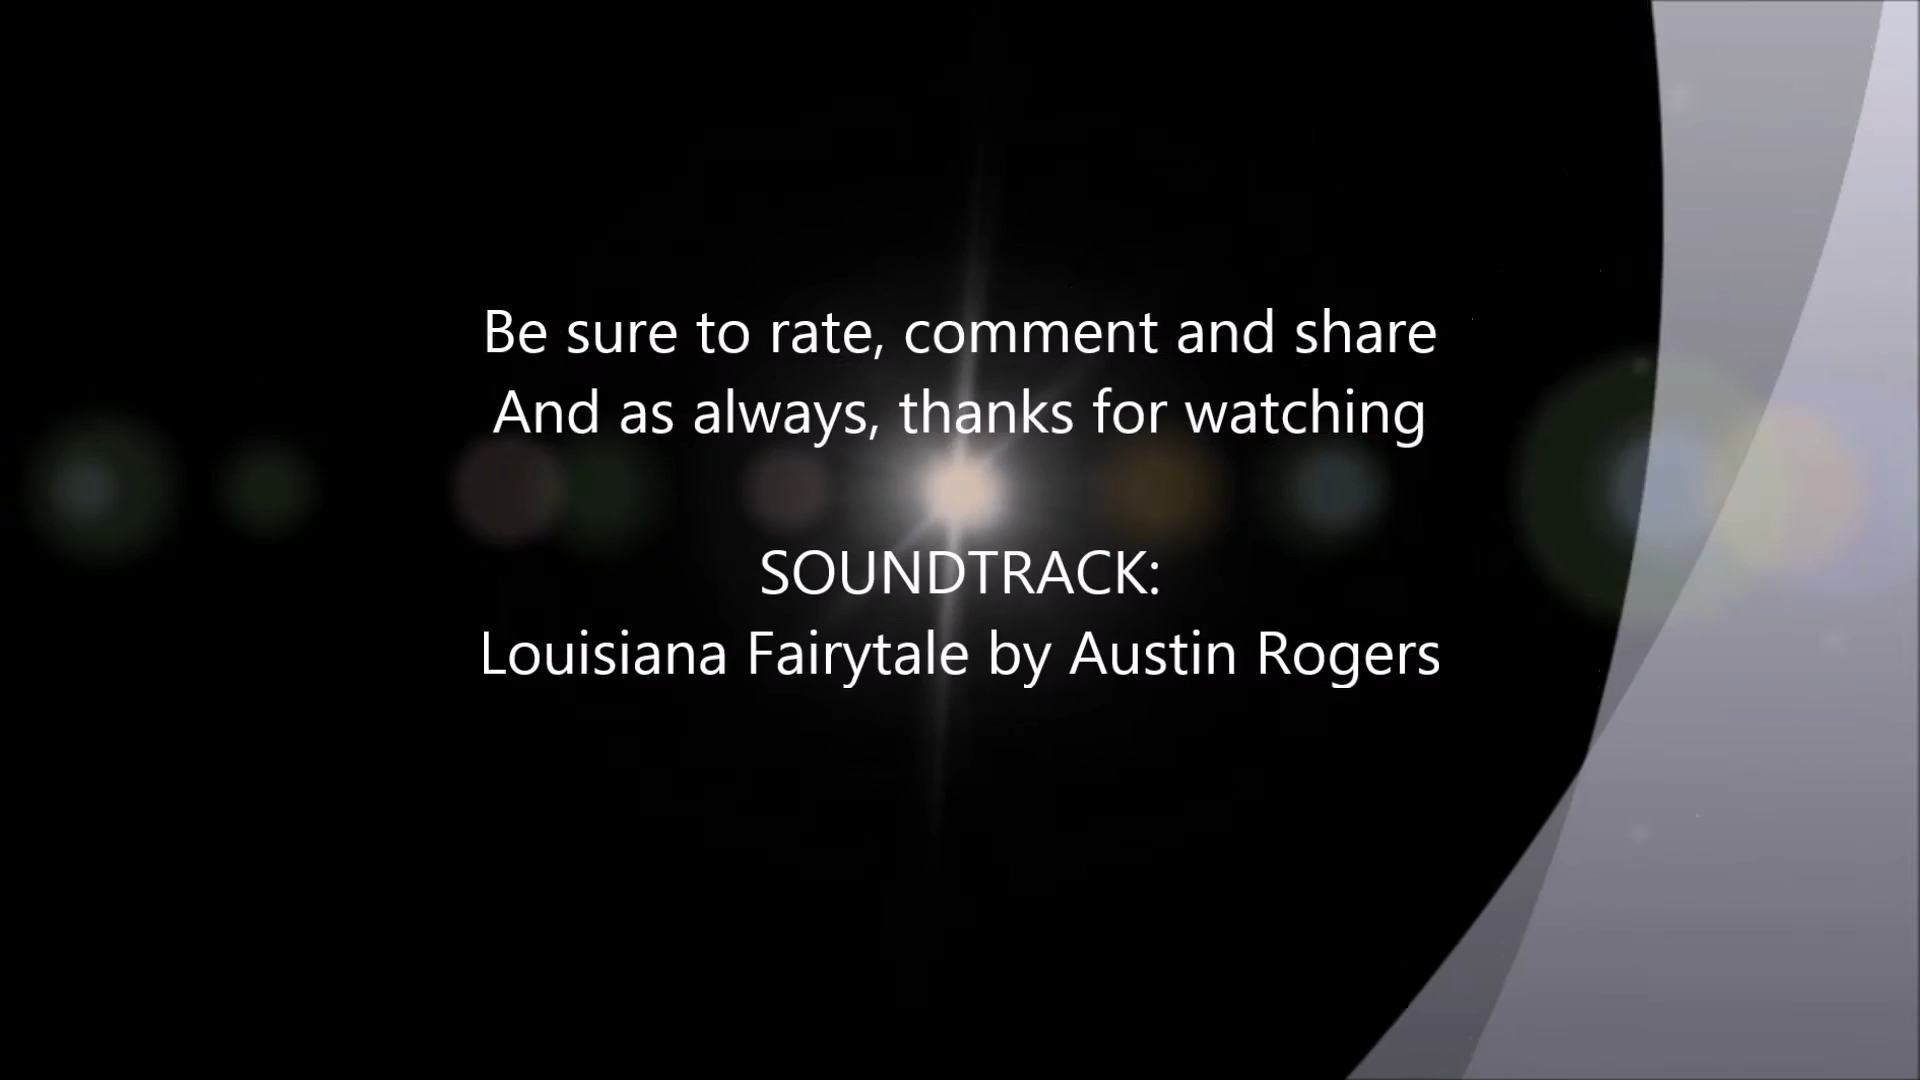 Be sure to rate, comment and share
And as always, thanks for watching
SOUNDTRACK:
Louisiana Fairytale by Austin Rogers